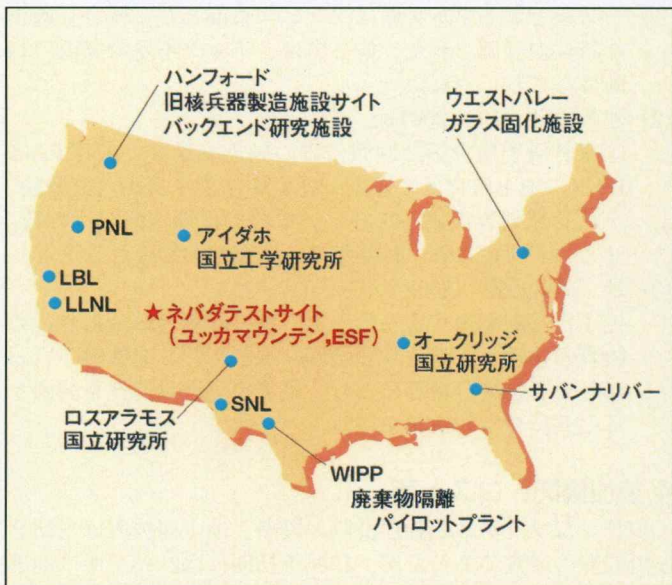 ハンフォード
旧核兵器製造施設サイト
バックエンド研究施設
ウエストバレー
ガラス固化施設
PNL
アイダホ
国立工学研究所
LBL
LLNL
★ネバダテストサイト
(ユッカマウンテン,ESF)
オークリッジ
国立研究所
サバンナリバー
ロスアラモス
国立研究所
SNL
WIPP
廃棄物隔離
パイロットプラント